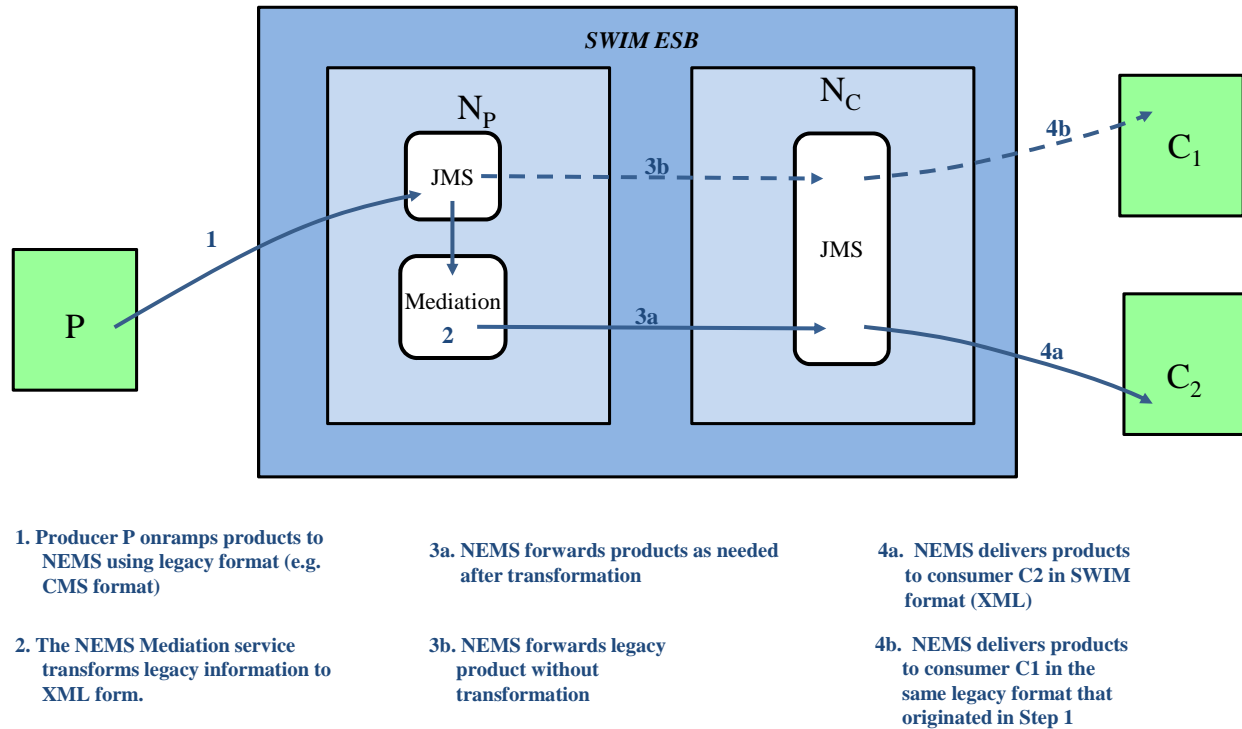 SWIM ESB
N_P
N_C
JMS
3b
4b
C_1
1
JMS
P
Mediation
2
3a
4a
C_2
1. Producer P onramps products to
NEMS using legacy format (e.g.
CMS format)
2. The NEMS Mediation service
transforms legacy information to
XML form.
3a. NEMS forwards products as needed
after transformation
3b. NEMS forwards legacy
product without
transformation
4a. NEMS delivers products
to consumer C2 in SWIM
format (XML)
4b. NEMS delivers products
to consumer C1 in the
same legacy format that
originated in Step 1